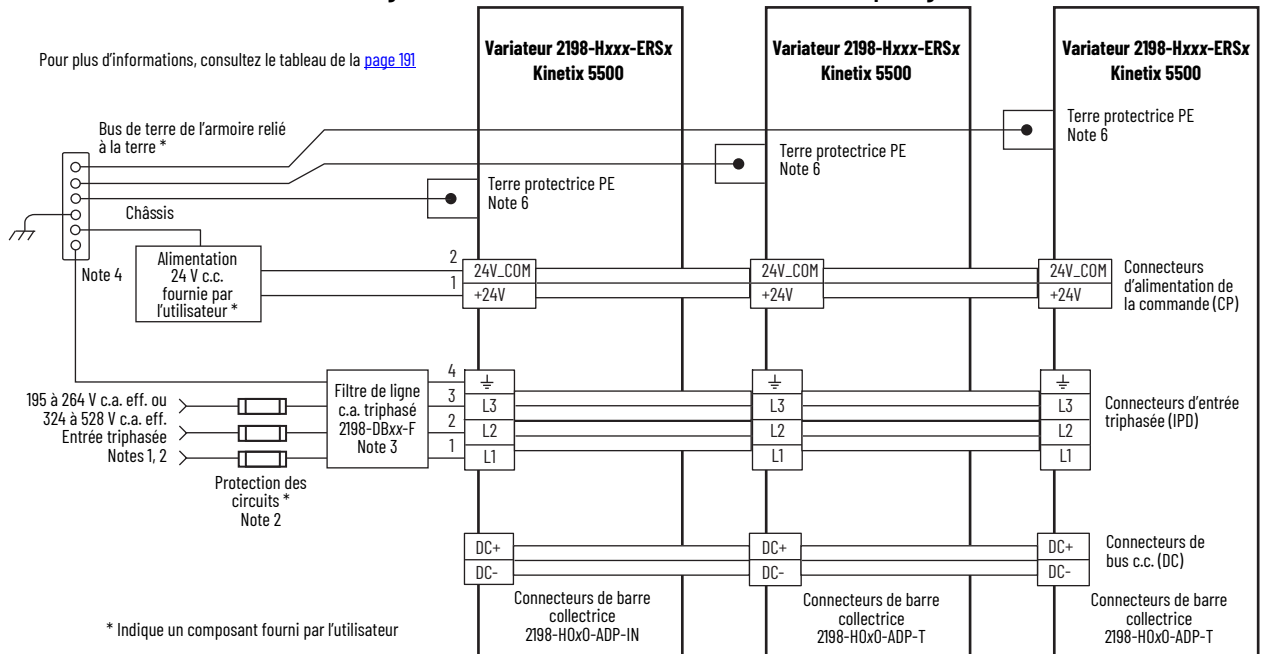 Variateur 2198-Hxxx-ERSx
Kinetix 5500
Variateur 2198-Hxxx-ERSx
Kinetix 5500
Variateur 2198-Hxxx-ERSx
Kinetix 5500
Pour plus d'informations, consultez le tableau de la page 191
Bus de terre de l'armoire relié
à la terre *
Terre protectrice PE
Note 6
Terre protectrice PE
Note 6
Terre protectrice PE
Note 6
Châssis
Note 4
Alimentation
24 V c.c.
fournie par
l'utilisateur *
2
1
24V_COM
+24V
24V_COM
+24V
24V_COM
+24V
Connecteurs
d'alimentation de
la commande (CP)
195 à 264 V c.a. eff. ou
324 à 528 V c.a. eff.
Entrée triphasée
Notes 1, 2
Protection des
circuits *
Note 2
Filtre de ligne
c.a. triphasé
2198-DBxx-F
Note 3
4
3
2
1
L3
L2
L1
L3
L2
L1
L3
L2
L1
Connecteurs d'entrée
triphasée (IPD)
DC+
DC-
DC+
DC-
DC+
DC-
Connecteurs de
bus c.c. (DC)
Connecteurs de barre
collectrice
2198-H0x0-ADP-IN
Connecteurs de barre
collectrice
2198-H0x0-ADP-T
Connecteurs de barre
collectrice
2198-H0x0-ADP-T
* Indique un composant fourni par l'utilisateur